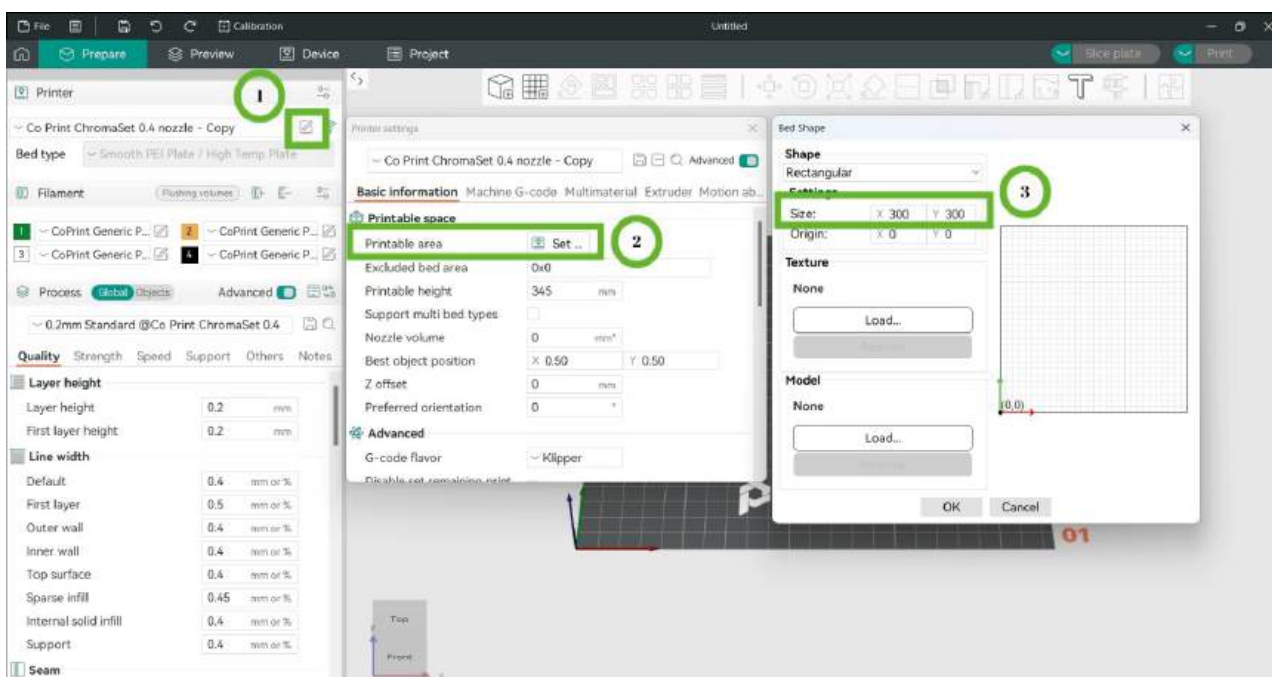 File Calibration Untitled
Prepare Preview Device Project Slice plate Print
Printer
1
Co Print ChromaSet 0.4 nozzle - Copy
Bed type Smooth PEI Plate / High Temp Plate
Filament Flushing volumes
1 CoPrint Generic P... 2 CoPrint Generic P...
3 CoPrint Generic P... 4 CoPrint Generic P...
Process Global Objects Advanced
0.2mm Standard @Co Print ChromaSet 0.4
Quality Strength Speed Support Others Notes
Layer height
Layer height 0.2 mm
First layer height 0.2 mm
Line width
Default 0.4 mm or %
First layer 0.5 mm or %
Outer wall 0.4 mm or %
Inner wall 0.4 mm or %
Top surface 0.4 mm or %
Sparse infill 0.45 mm or %
Internal solid infill 0.4 mm or %
Support 0.4 mm or %
Seam
Printer settings
Co Print ChromaSet 0.4 nozzle - Copy Advanced
Basic information Machine G-code Multimaterial Extruder Motion ab...
Printable space
Printable area Set ..
2
Excluded bed area 0x0
Printable height 345 mm
Support multi bed types
Nozzle volume 0 mm³
Best object position X 0.50 Y 0.50
Z offset 0 mm
Preferred orientation 0 °
Advanced
G-code flavor Klipper
Disable set remaining print
Bed Shape
Shape
Rectangular
Settings
Size: X 300 Y 300
3
Origin: X 0 Y 0
Texture
None
Load...
Model
None
Load...
(0,0)
OK Cancel
01
Top
Front